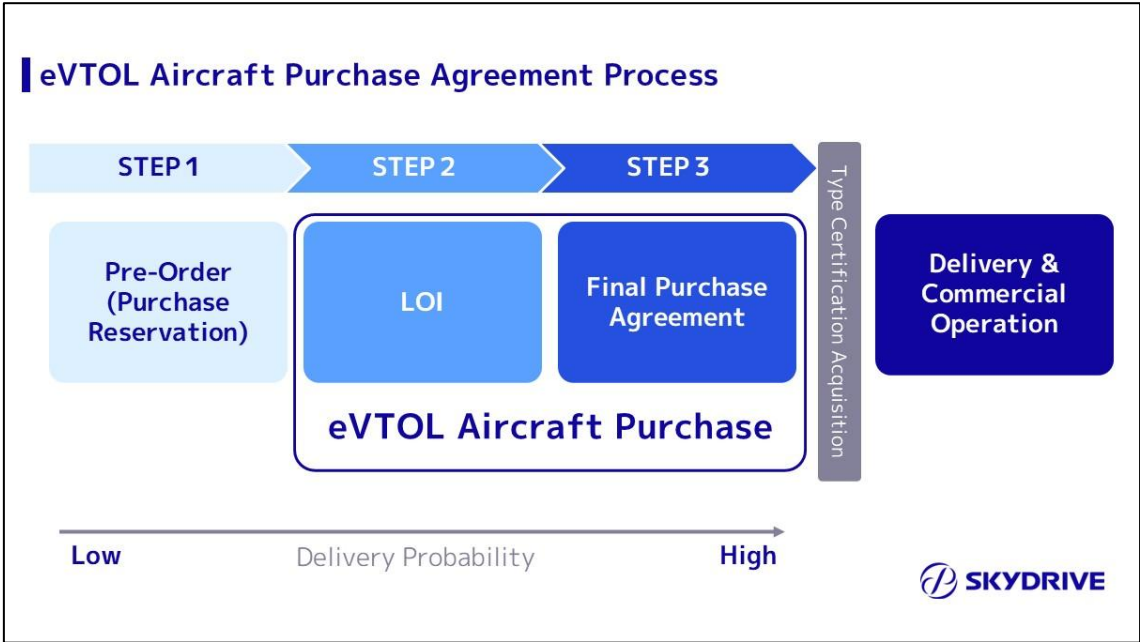 eVTOL Aircraft Purchase Agreement Process
STEP 1
STEP 2
STEP 3
Type Certification Acquisition
Pre-Order
(Purchase
Reservation)
LOI
Final Purchase
Agreement
Delivery &
Commercial
Operation
eVTOL Aircraft Purchase
Low
Delivery Probability
High
SKYDRIVE